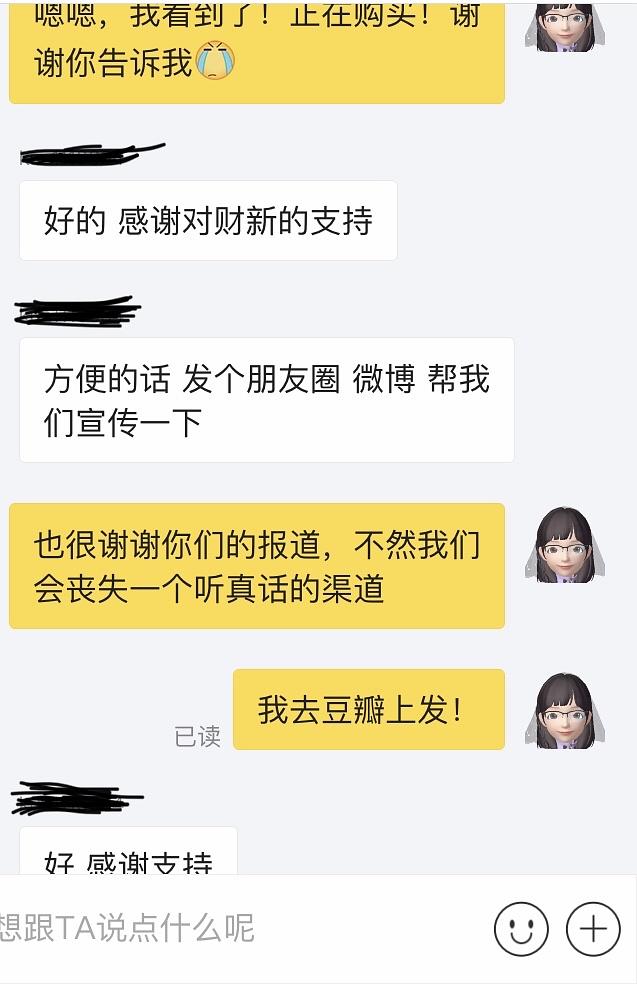 嗯嗯，我看到了！正在购买！谢
谢你告诉我
好的 感谢对财新的支持
方便的话 发个朋友圈 微博 帮我
们宣传一下
也很谢谢你们的报道，不然我们
会丧失一个听真话的渠道
我去豆瓣上发！
已读
好 感谢支持
想跟TA说点什么呢